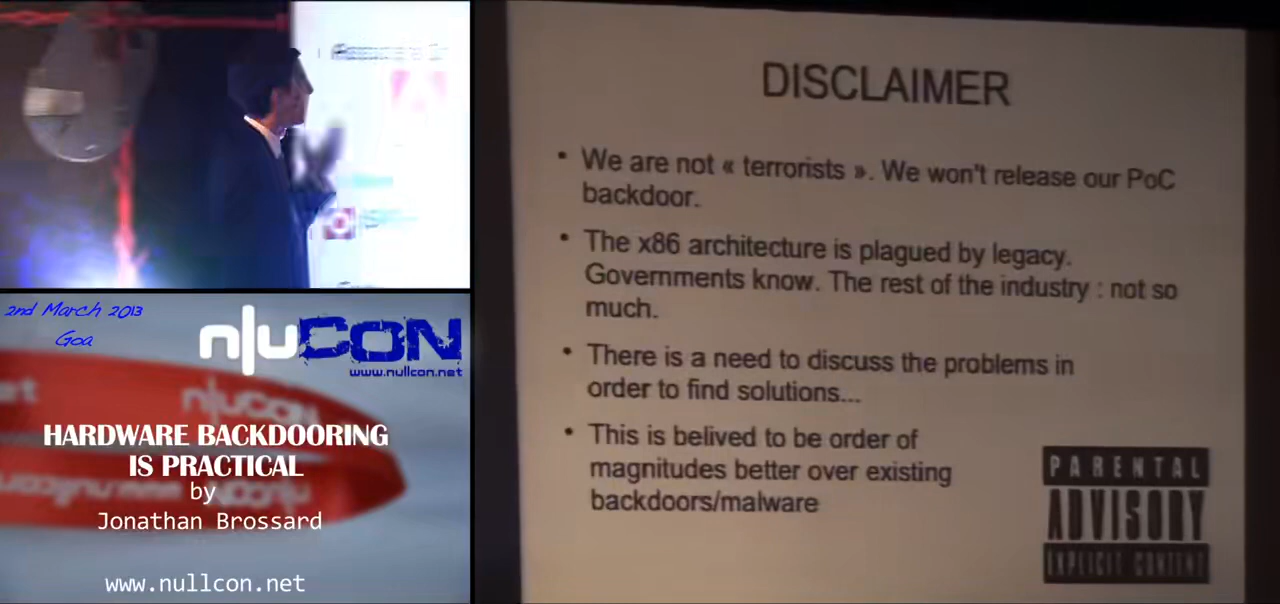 2nd March 2013
Goa
n|uCON
www.nullcon.net
n|uCON
HARDWARE BACKDOORING
IS PRACTICAL
by
Jonathan Brossard
www.nullcon.net
DISCLAIMER
• We are not « terrorists ». We won't release our PoC
backdoor.
• The x86 architecture is plagued by legacy.
Governments know. The rest of the industry : not so
much.
• There is a need to discuss the problems in
order to find solutions...
• This is belived to be order of
magnitudes better over existing
backdoors/malware
PARENTAL
ADVISORY
EXPLICIT CONTENT